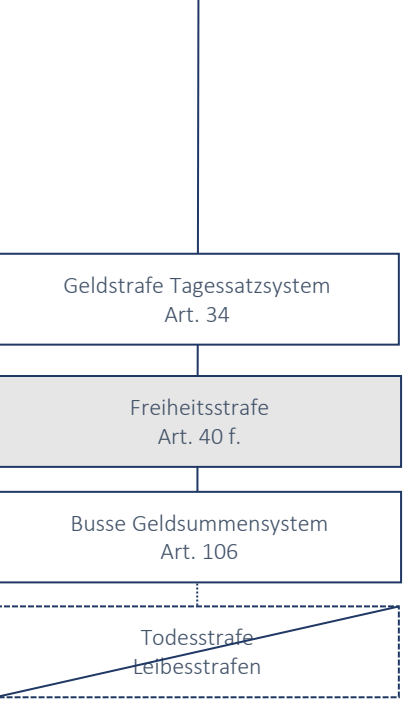 Geldstrafe Tagessatzsystem
Art. 34
Freiheitsstrafe
Art. 40 f.
Busse Geldsummensystem
Art. 106
Todesstrafe
Leibesstrafen